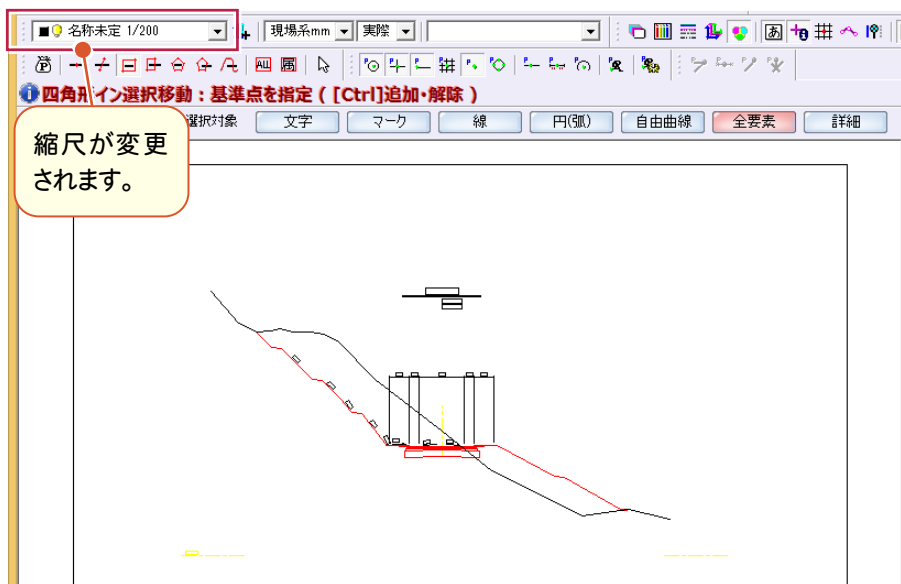 名称未定 1/200
現場系mm
実際
あ
ALL 属
四角形イン選択移動:基準点を指定 ( [Ctrl]追加・解除 )
選択対象 文字 マーク 線 円(弧) 自由曲線 全要素 詳細
縮尺が変更
されます。